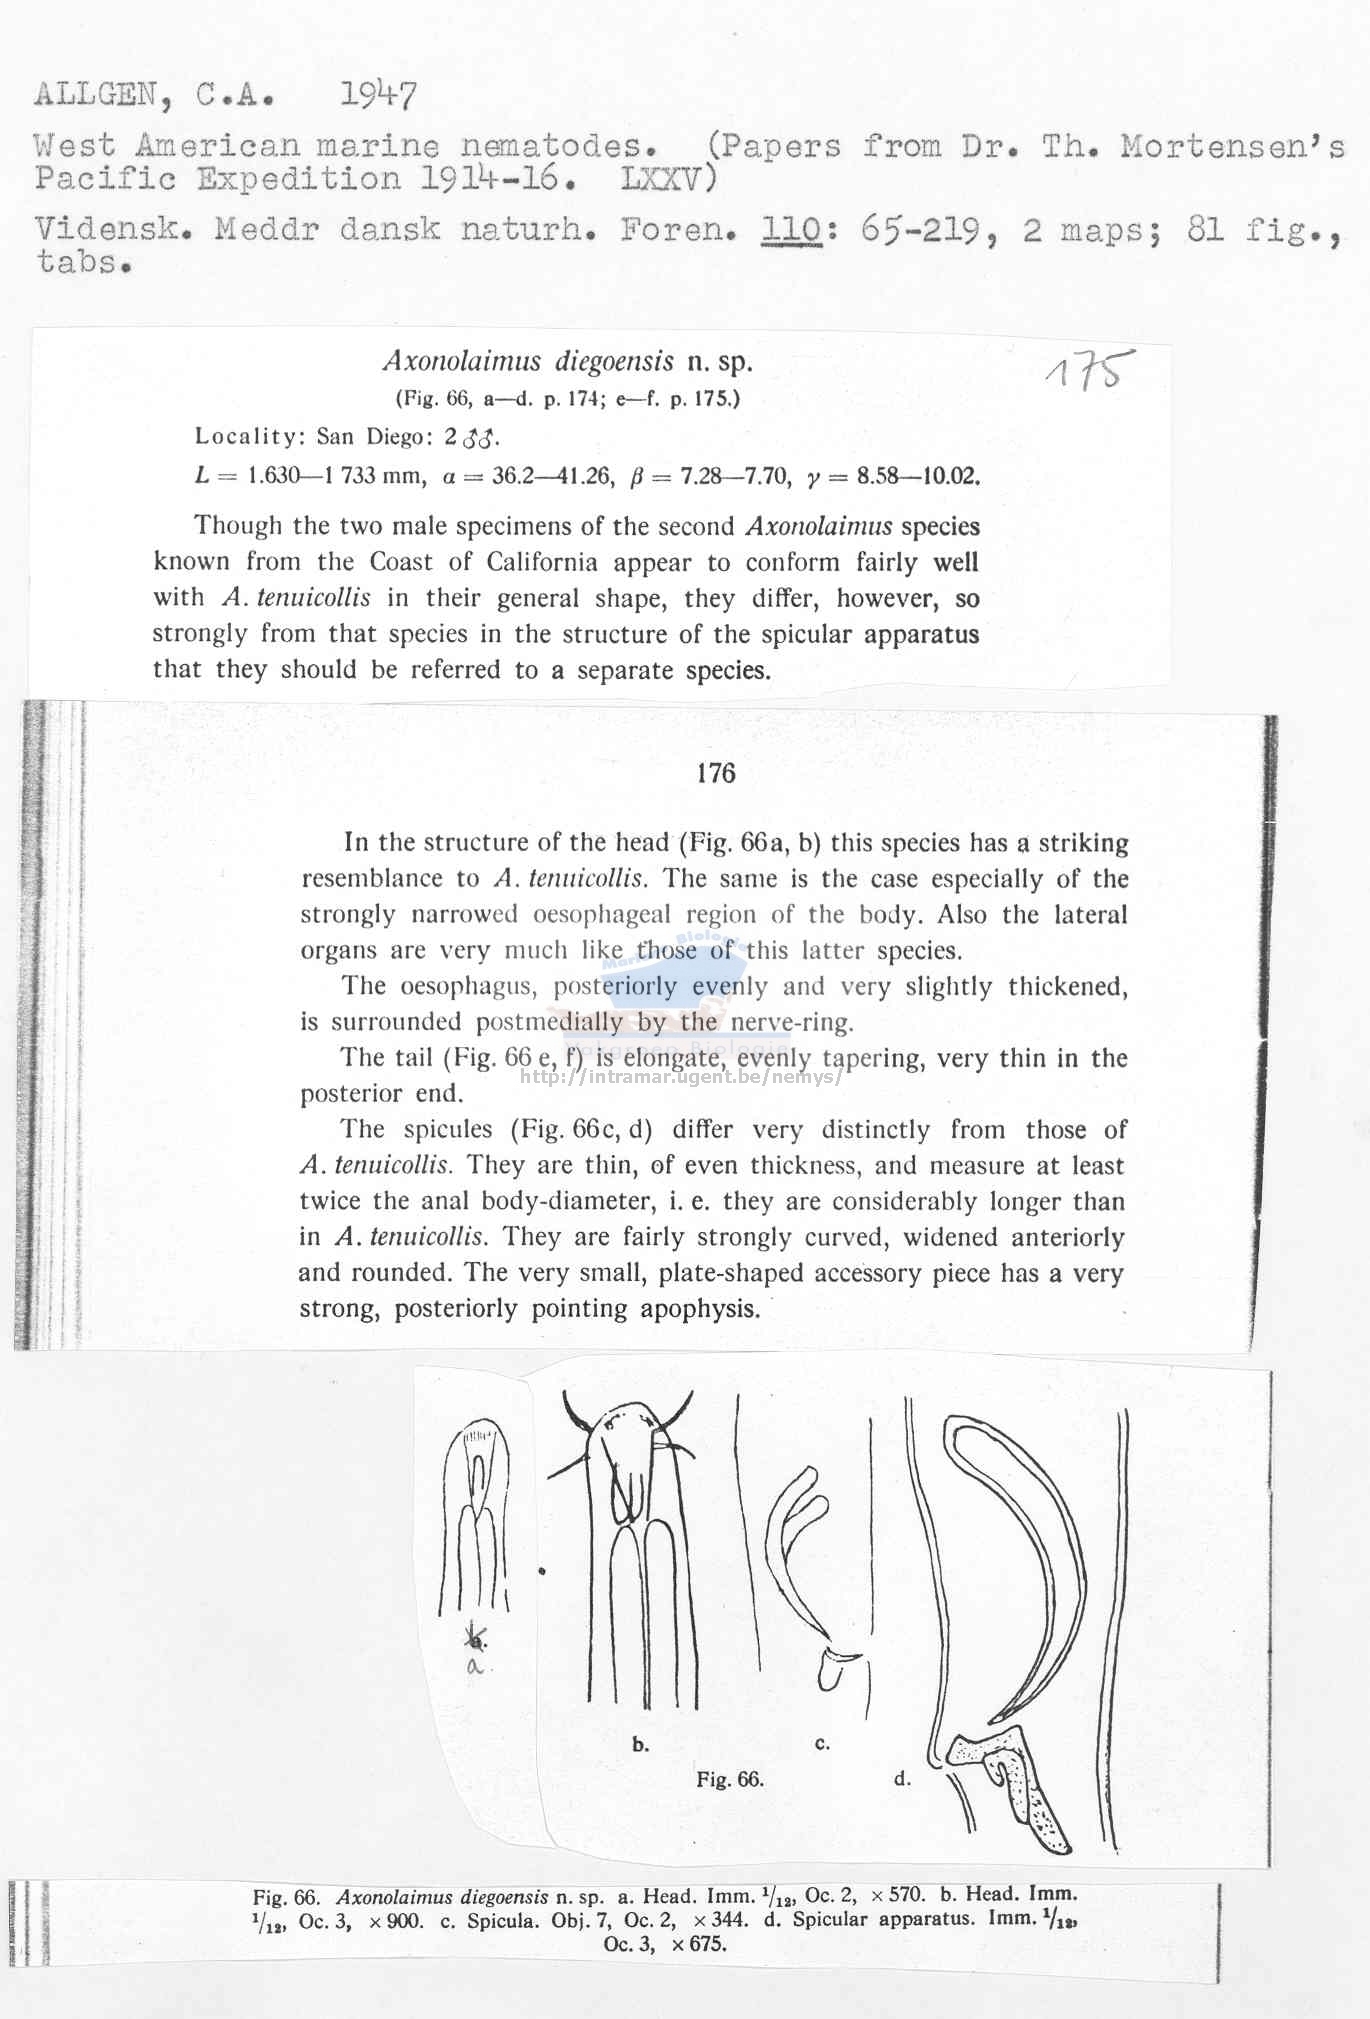 ALLGEN, C.A. 1947
West American marine nematodes. (Papers from Dr. Th. Mortensen's
Pacific Expedition 1914-16. LXXV)
Vidensk. Meddr dansk naturh. Foren. 110: 65-219, 2 maps; 81 fig.,
tabs.
Axonolaimus diegoensis n. sp.
175
(Fig. 66, a—d. p. 174; e—f. p. 175.)
Locality: San Diego: 2 ♂♂.
L = 1.630—1 733 mm, α = 36.2—41.26, β = 7.28—7.70, γ = 8.58—10.02.
Though the two male specimens of the second Axonolaimus species
known from the Coast of California appear to conform fairly well
with A. tenuicollis in their general shape, they differ, however, so
strongly from that species in the structure of the spicular apparatus
that they should be referred to a separate species.
176
In the structure of the head (Fig. 66a, b) this species has a striking
resemblance to A. tenuicollis. The same is the case especially of the
strongly narrowed oesophageal region of the body. Also the lateral
organs are very much like those of this latter species.
Marine Biologie
The oesophagus, posteriorly evenly and very slightly thickened,
is surrounded postmedially by the nerve-ring.
Vakgroep Biologie
The tail (Fig. 66 e, f) is elongate, evenly tapering, very thin in the
http://intramar.ugent.be/nemys/
posterior end.
The spicules (Fig. 66c, d) differ very distinctly from those of
A. tenuicollis. They are thin, of even thickness, and measure at least
twice the anal body-diameter, i. e. they are considerably longer than
in A. tenuicollis. They are fairly strongly curved, widened anteriorly
and rounded. The very small, plate-shaped accessory piece has a very
strong, posteriorly pointing apophysis.
a.
b.
c.
d.
Fig. 66.
Fig. 66. Axonolaimus diegoensis n. sp. a. Head. Imm. 1/12, Oc. 2, × 570. b. Head. Imm.
1/12, Oc. 3, × 900. c. Spicula. Obj. 7, Oc. 2, × 344. d. Spicular apparatus. Imm. 1/12,
Oc. 3, × 675.